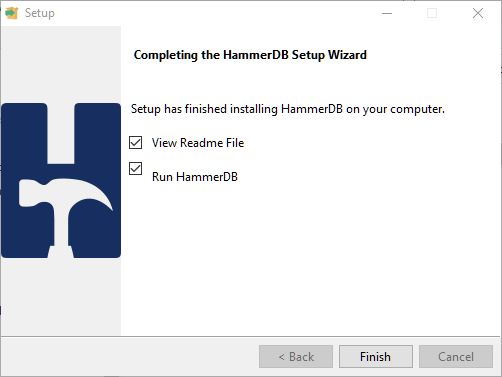 Setup
Completing the HammerDB Setup Wizard
Setup has finished installing HammerDB on your computer.
View Readme File
Run HammerDB
< Back Finish Cancel